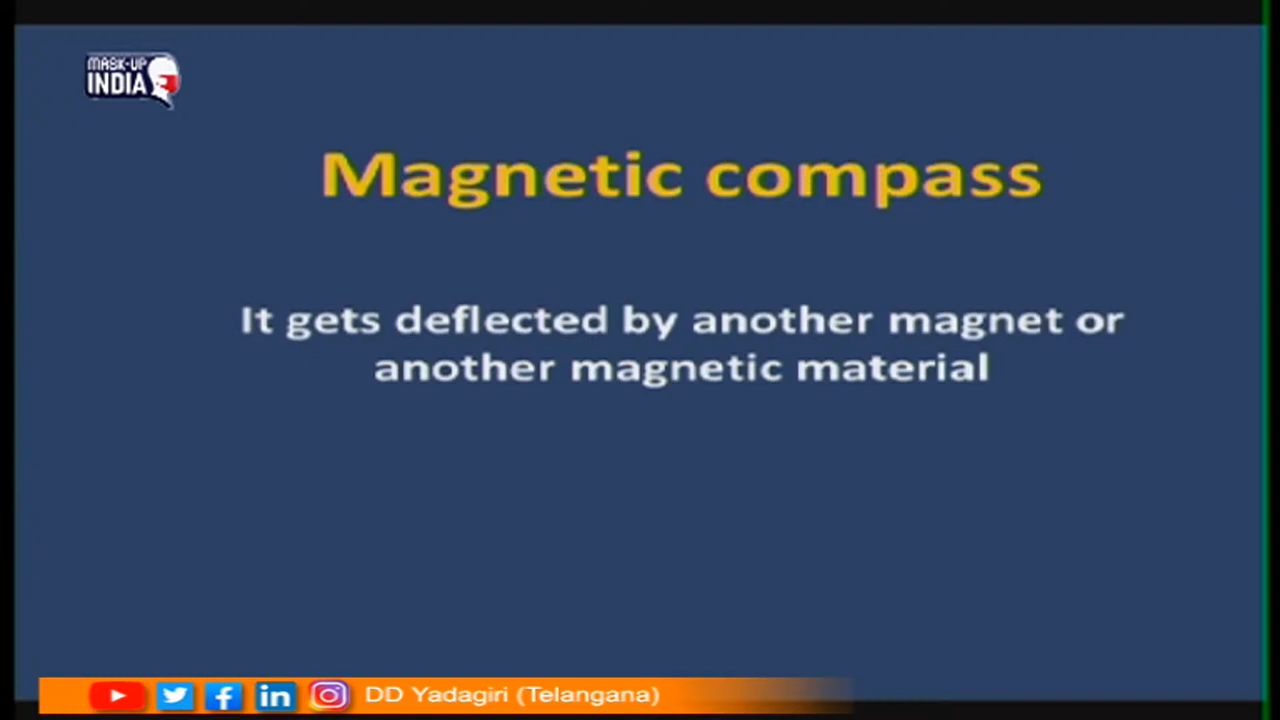 MASK-UP
INDIA
Magnetic compass
It gets deflected by another magnet or
another magnetic material
DD Yadagiri (Telangana)